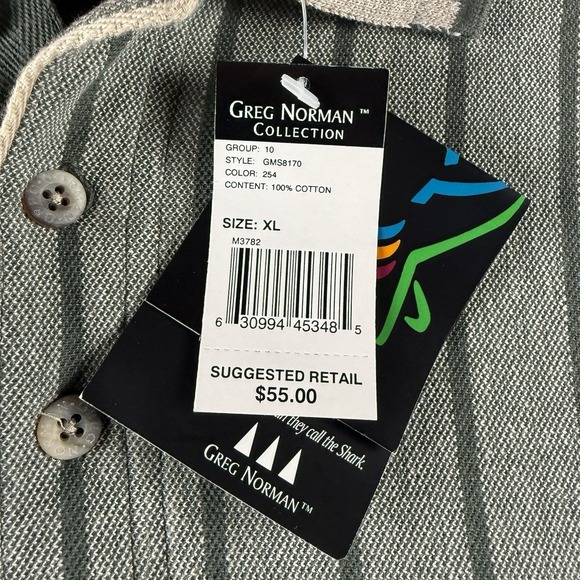 GREG NORMAN™
COLLECTION
GROUP: 10
STYLE: GMS8170
COLOR: 254
CONTENT: 100% COTTON
SIZE: XL
M3782
6 30994 45348 5
SUGGESTED RETAIL
$55.00
they call the Shark.
GREG NORMAN™